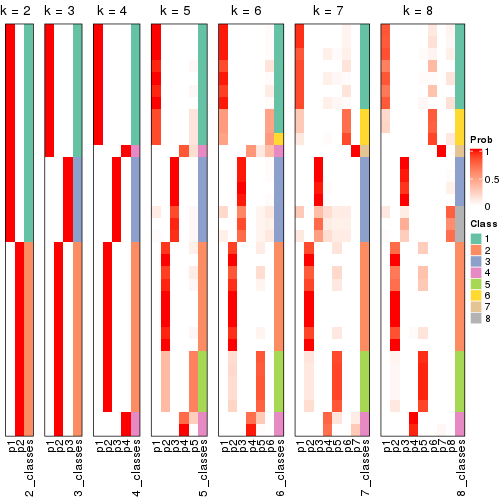 k = 2
k = 3
k = 4
k = 5
k = 6
k = 7
k = 8
Prob
1
0.5
0
Class
1
2
3
4
5
6
7
8
p1
p2
2_classes
p1
p2
p3
3_classes
p1
p2
p3
p4
4_classes
p1
p2
p3
p4
p5
5_classes
p1
p2
p3
p4
p5
p6
6_classes
p1
p2
p3
p4
p5
p6
p7
7_classes
p1
p2
p3
p4
p5
p6
p7
p8
8_classes